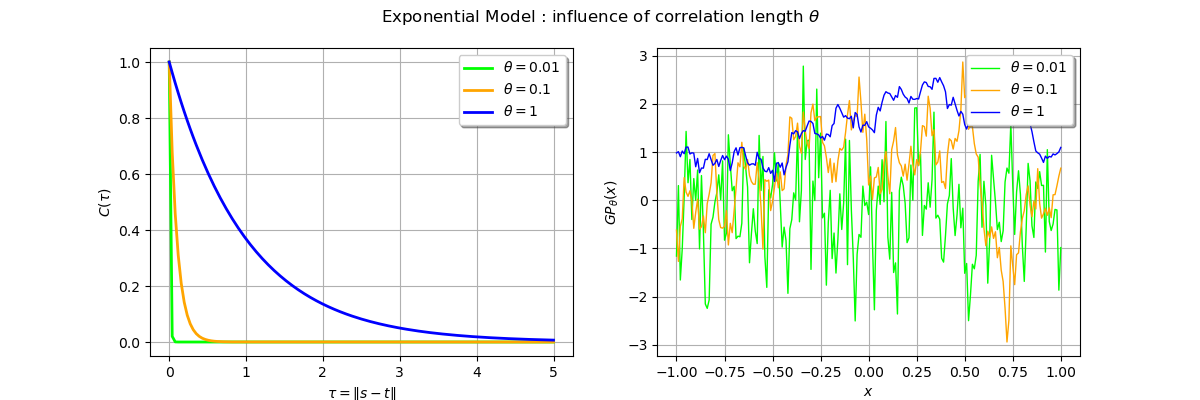 Exponential Model : influence of correlation length θ
1.0
0.8
0.6
0.4
0.2
0.0
C(τ)
0 1 2 3 4 5
τ = ‖s − t‖
θ = 0.01
θ = 0.1
θ = 1
3
2
1
0
−1
−2
−3
GP_θ(x)
−1.00 −0.75 −0.50 −0.25 0.00 0.25 0.50 0.75 1.00
x
θ = 0.01
θ = 0.1
θ = 1